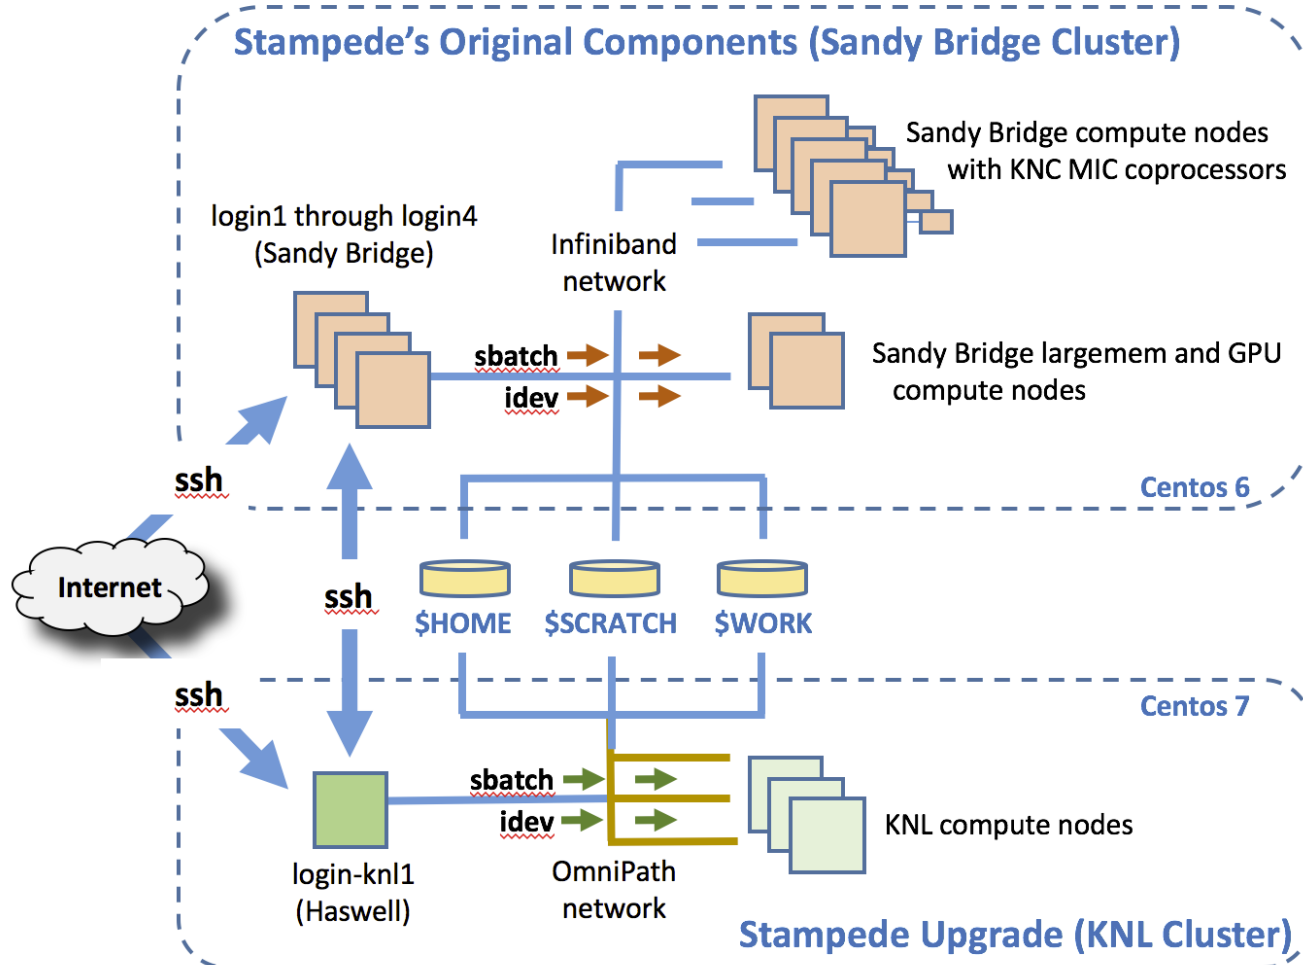 Stampede's Original Components (Sandy Bridge Cluster)
Sandy Bridge compute nodes
with KNC MIC coprocessors
login1 through login4
(Sandy Bridge)
Infiniband
network
sbatch
idev
Sandy Bridge largemem and GPU
compute nodes
ssh
Centos 6
Internet
ssh
$HOME
$SCRATCH
$WORK
ssh
Centos 7
sbatch
idev
KNL compute nodes
login-knl1
(Haswell)
OmniPath
network
Stampede Upgrade (KNL Cluster)